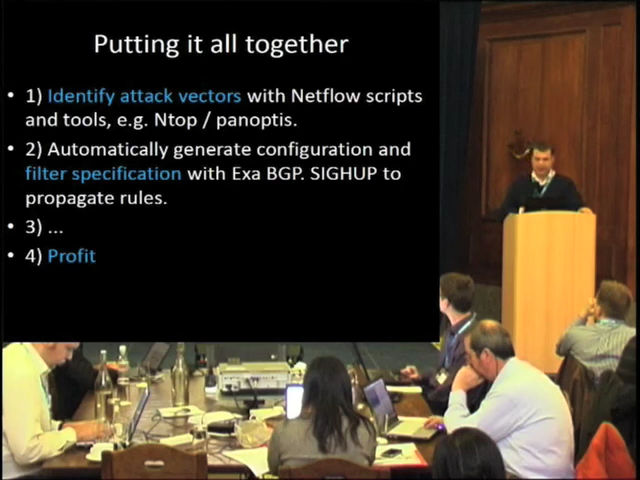 Putting it all together
• 1) Identify attack vectors with Netflow scripts
and tools, e.g. Ntop / panoptis.
• 2) Automatically generate configuration and
filter specification with Exa BGP. SIGHUP to
propagate rules.
• 3) ...
• 4) Profit